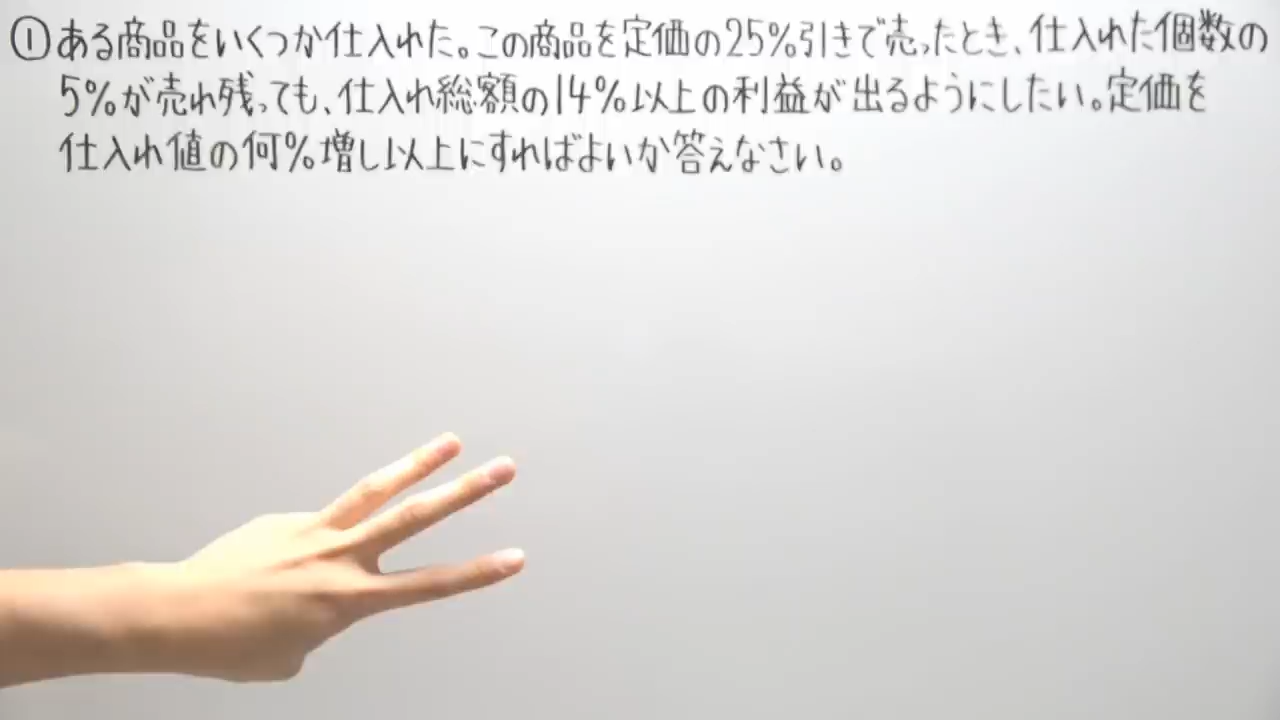 ①ある商品をいくつか仕入れた。この商品を定価の25%引きで売ったとき、仕入れた個数の
5%が売れ残っても、仕入れ総額の14%以上の利益が出るようにしたい。定価を
仕入れ値の何%増し以上にすればよいか答えなさい。